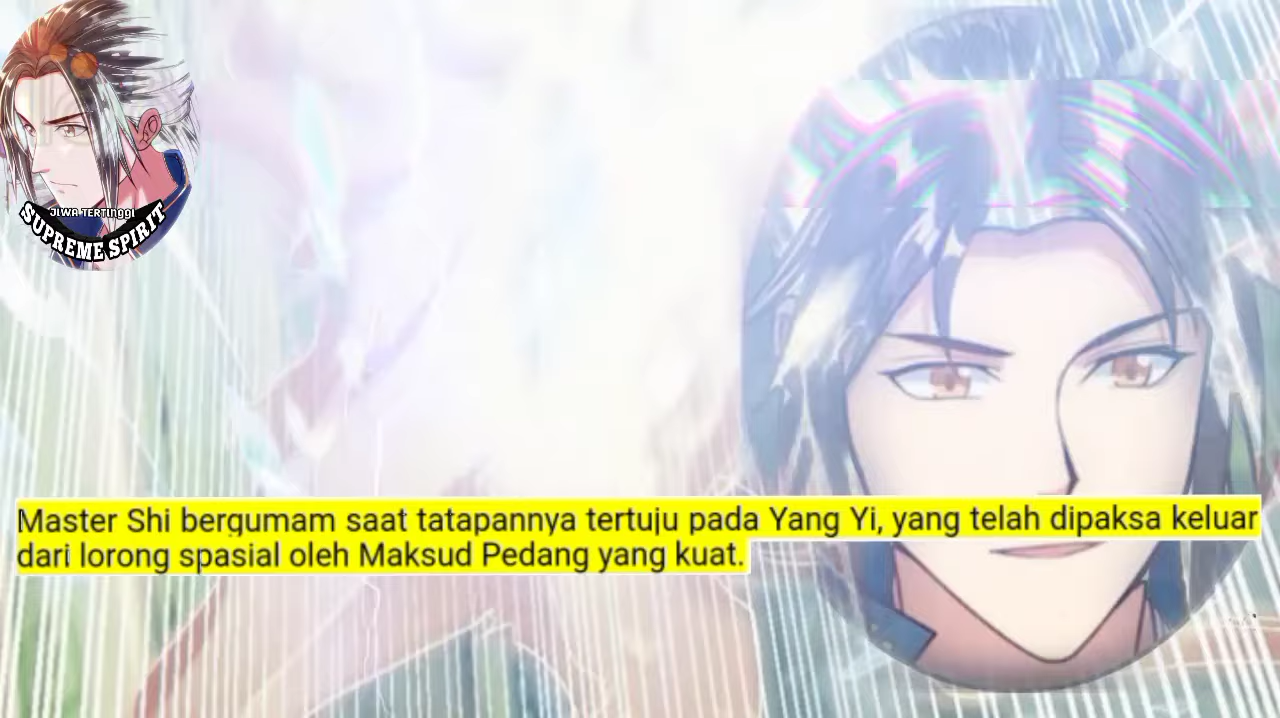 JIWA TERTINGGI
SUPREME SPIRIT
Master Shi bergumam saat tatapannya tertuju pada Yang Yi, yang telah dipaksa keluar
dari lorong spasial oleh Maksud Pedang yang kuat.